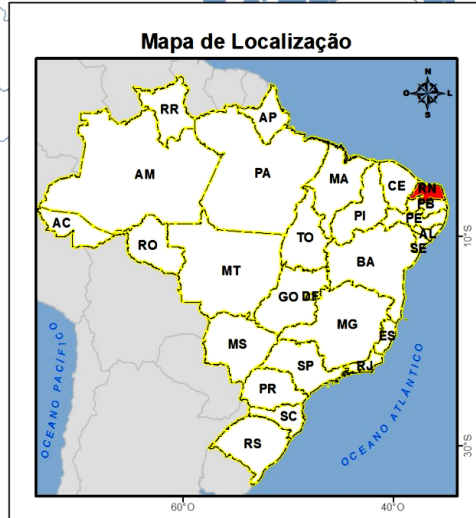 Mapa de Localização
N
O L
S
RR
AP
AM
PA
MA
CE
RN
PB
PE
PI
AL
SE
AC
RO
TO
MT
BA
GO DF
MG
ES
MS
SP
RJ
PR
SC
RS
OCEANO PACÍFICO
OCEANO ATLÂNTICO
10°S
30°S
60°O
40°O